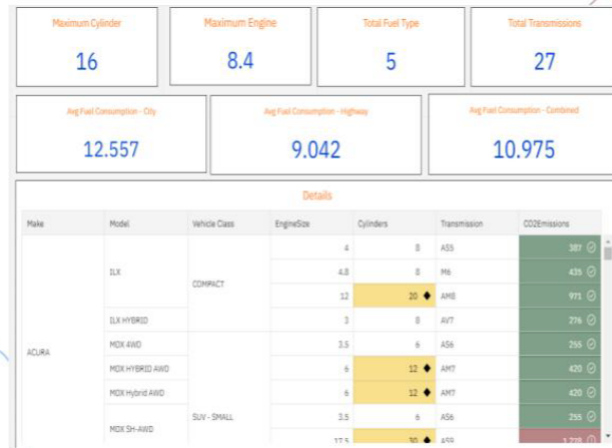 Maximum Cylinder
16
Maximum Engine
8.4
Total Fuel Type
5
Total Transmissions
27
Avg Fuel Consumption - City
12.557
Avg Fuel Consumption - Highway
9.042
Avg Fuel Consumption - Combined
10.975
Details
Make Model Vehicle Class EngineSize Cylinders Transmission CO2Emissions
ACURA ILX COMPACT 4 8 AS5 387
4.8 8 M6 435
12 20 AM8 971
ILX HYBRID 3 8 AV7 276
MDX 4WD SUV - SMALL 3.5 6 AS6 255
MDX HYBRID AWD 6 12 AM7 420
MDX Hybrid AWD 6 12 AM7 420
MDX SH-AWD 3.5 6 AS6 255
17.5 30 AS9 1,728